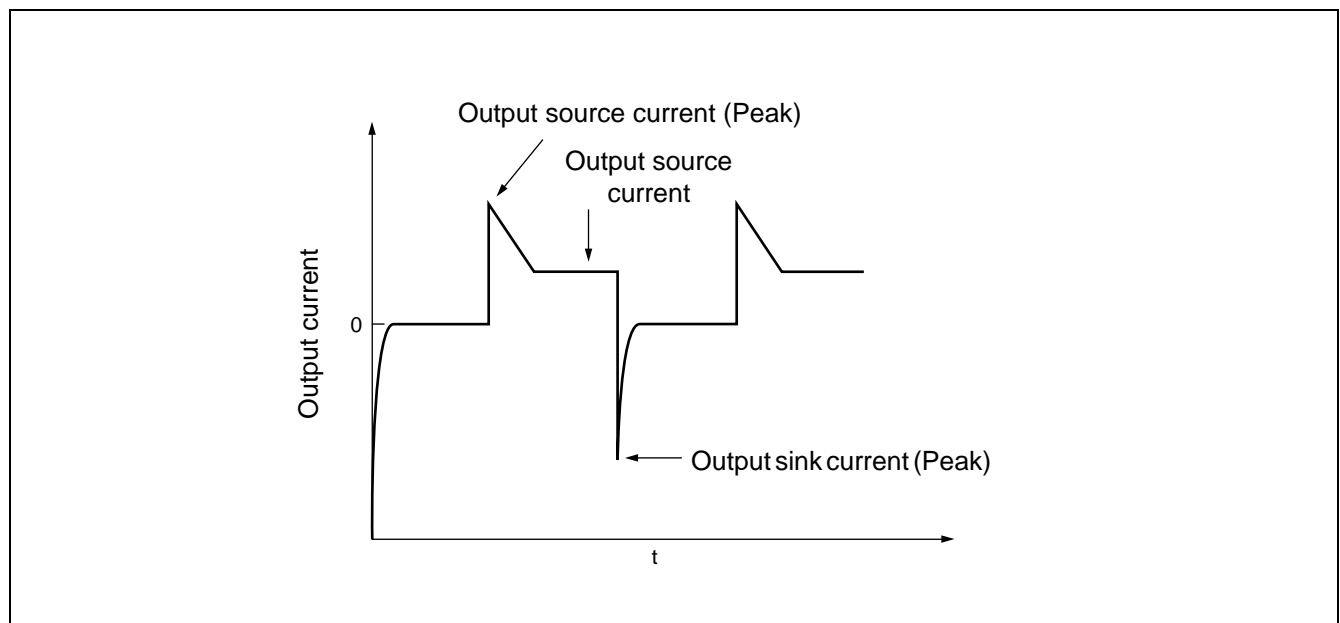 Output source current (Peak)
Output source
current
Output current
0
Output sink current (Peak)
t